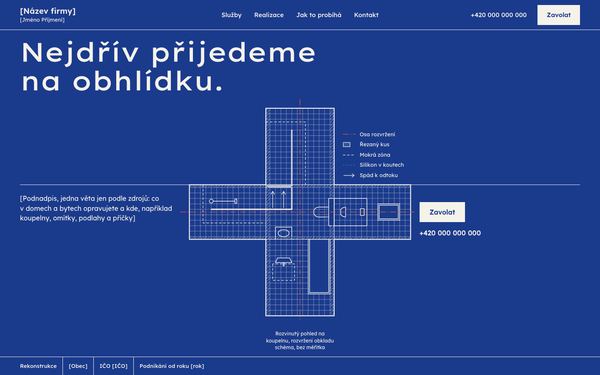 [Název firmy]
[Jméno Příjmení]
Služby
Realizace
Jak to probíhá
Kontakt
+420 000 000 000
Zavolat
Nejdřív přijedeme
na obhlídku.
Osa rozvržení
Řezaný kus
Mokrá zóna
Silikon v koutech
Spád k odtoku
[Podnadpis, jedna věta jen podle zdrojů: co
v domech a bytech opravujete a kde, například
koupelny, omítky, podlahy a příčky]
Zavolat
+420 000 000 000
Rozvinutý pohled na
koupelnu, rozvržení obkladu
schéma, bez měřítka
Rekonstrukce
[Obec]
IČO [IČO]
Podnikání od roku [rok]